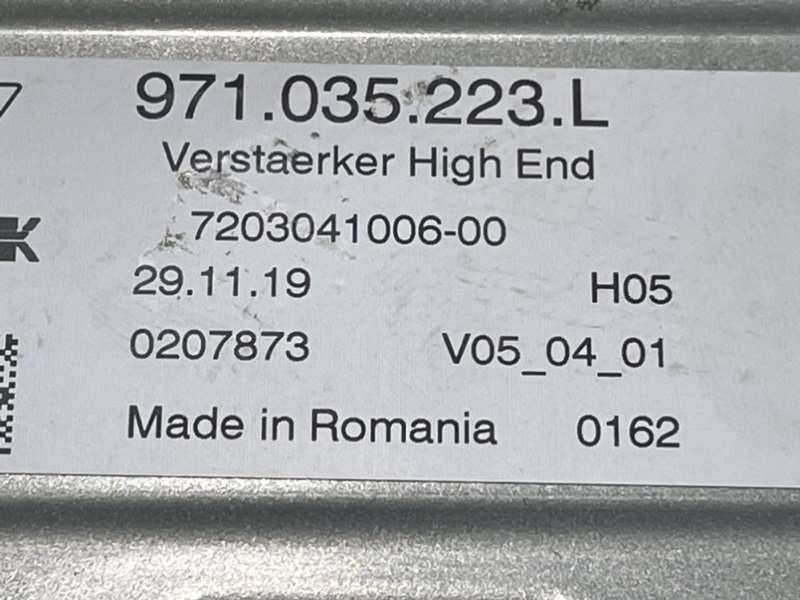 971.035.223.L
Verstaerker High End
7203041006-00
29.11.19 H05
0207873 V05_04_01
Made in Romania 0162